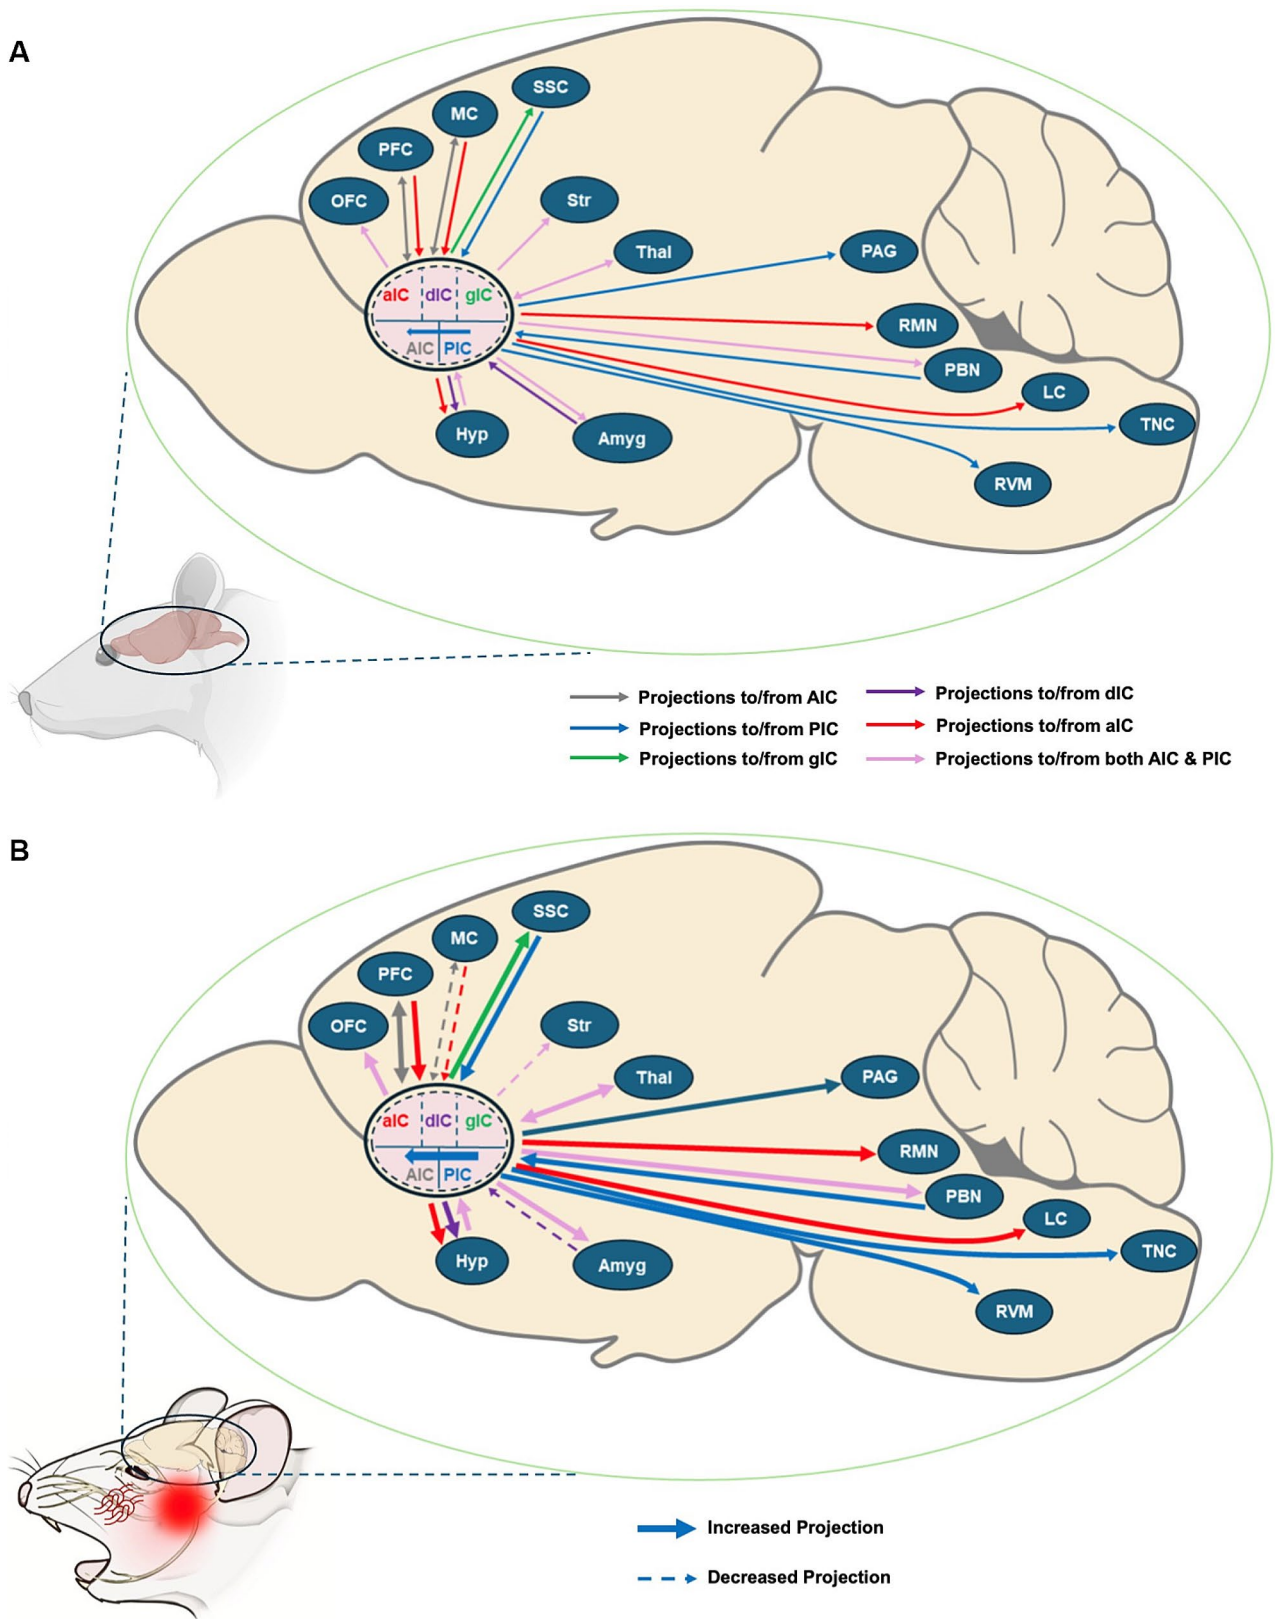 A
SSC
MC
PFC
OFC
Str
Thal
PAG
aIC dIC gIC
RMN
AIC PIC
PBN
LC
TNC
Hyp
Amyg
RVM
Projections to/from AIC
Projections to/from dIC
Projections to/from PIC
Projections to/from aIC
Projections to/from gIC
Projections to/from both AIC & PIC
B
SSC
MC
PFC
OFC
Str
Thal
PAG
aIC dIC gIC
RMN
AIC PIC
PBN
LC
TNC
Hyp
Amyg
RVM
Increased Projection
Decreased Projection